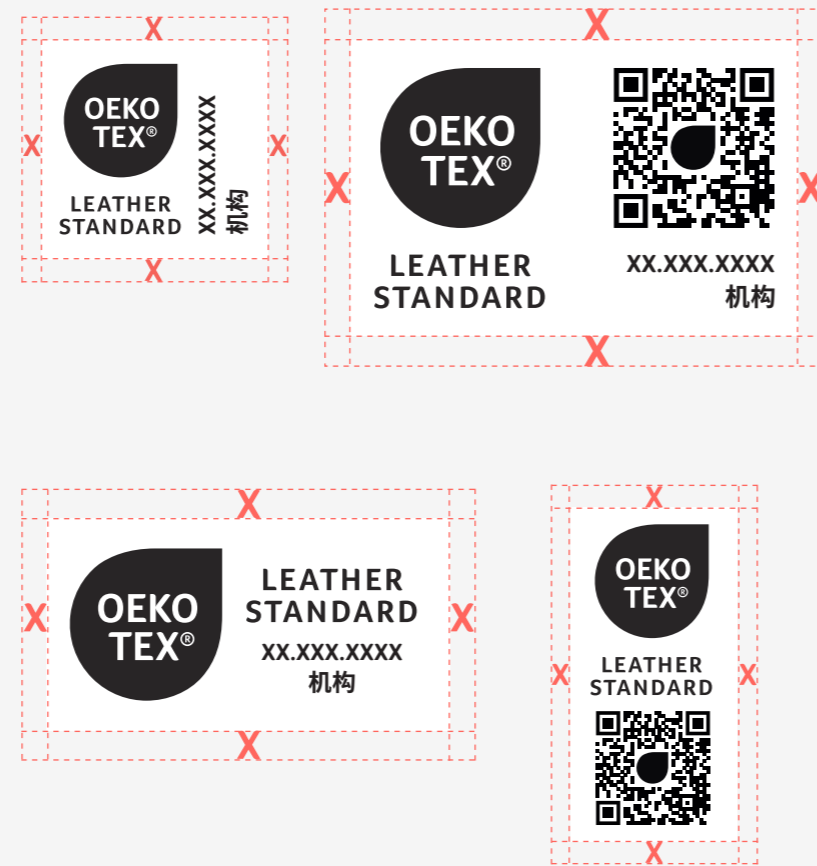 X
X
OEKO
TEX®
LEATHER
STANDARD
XX.XXX.XXXX
机构
X
X
X
X
OEKO
TEX®
LEATHER
STANDARD
XX.XXX.XXXX
机构
X
X
X
X
OEKO
TEX®
LEATHER
STANDARD
XX.XXX.XXXX
机构
X
X
X
OEKO
TEX®
X
LEATHER
STANDARD
X
X